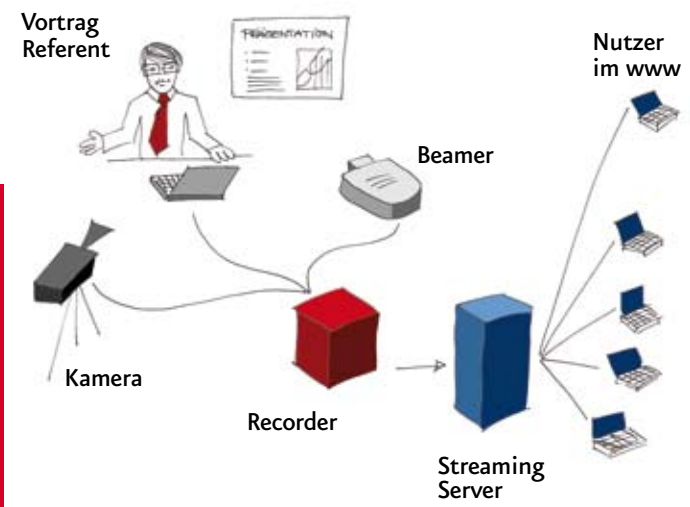 Vortrag
Referent
PRÄSENTATION
Nutzer
im www
Beamer
Kamera
Recorder
Streaming
Server